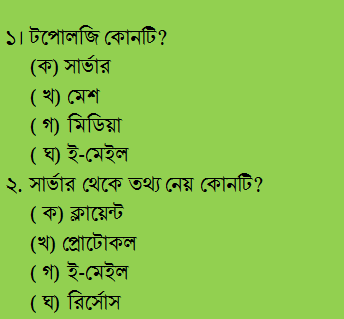 ১। টপোলজি কোনটি?
(ক) সার্ভার
( খ) মেশ
( গ) মিডিয়া
( ঘ) ই-মেইল
২. সার্ভার থেকে তথ্য নেয় কোনটি?
( ক) ক্লায়েন্ট
(খ) প্রোটোকল
( গ) ই-মেইল
( ঘ) রির্সোস